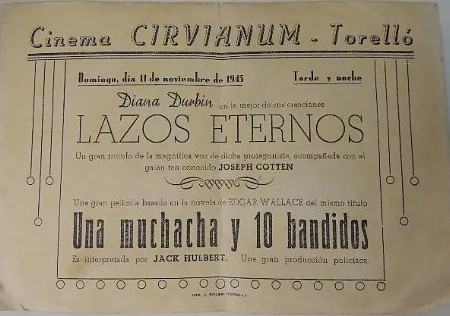 Cinema CIRVIANUM - Torelló
Domingo, día 11 de noviembre de 1945 Tarde y noche
Diana Durbin en la mejor de sus creaciones
LAZOS ETERNOS
Un gran triunfo de la magnífica voz de dicha protagonista, acompañada con el
galán tan conocido JOSEPH COTTEN
Una gran película basada en la novela de EDGAR WALLACE del mismo título
Una muchacha y 10 bandidos
Es interpretada por JACK HULBERT. Una gran producción policiaca.